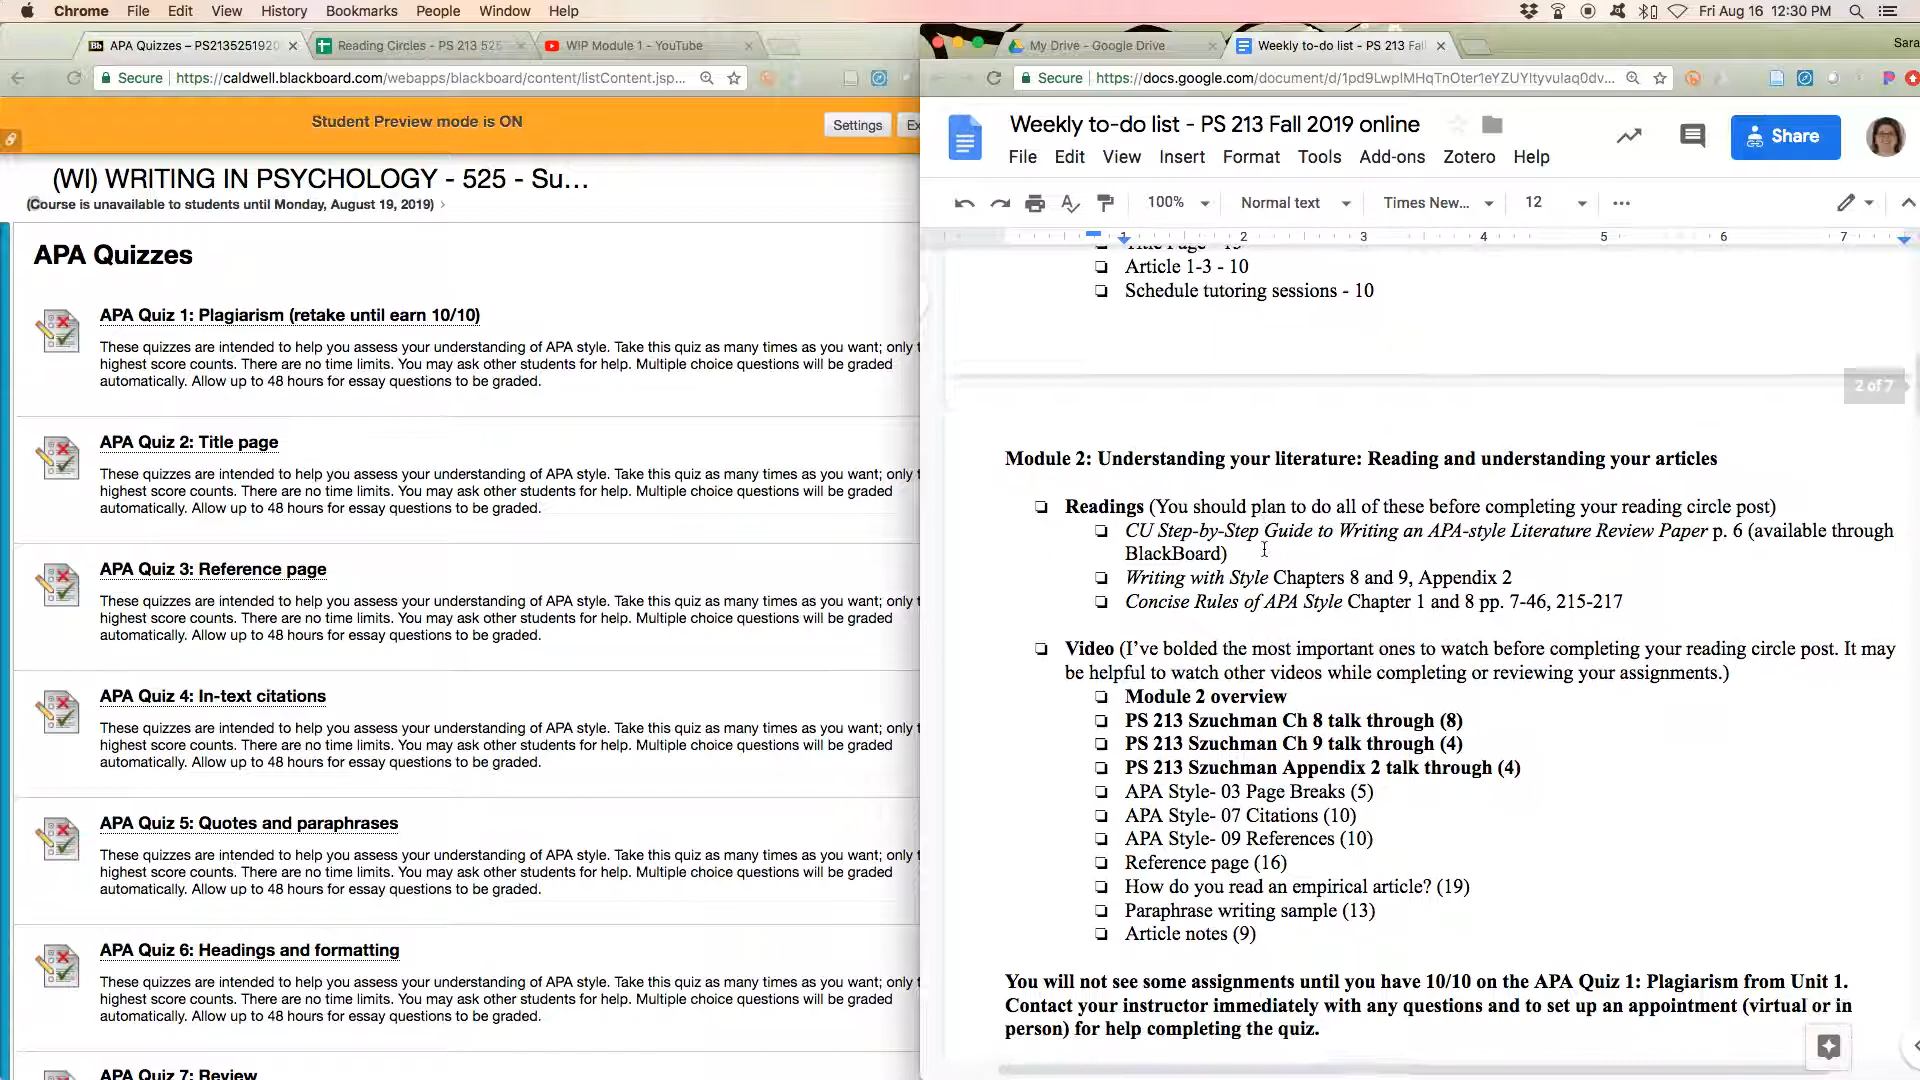 Chrome File Edit View History Bookmarks People Window Help
Fri Aug 16 12:30 PM
Bb APA Quizzes – PS2135251920
Reading Circles - PS 213 525
WIP Module 1 - YouTube
Secure https://caldwell.blackboard.com/webapps/blackboard/content/listContent.jsp...
Student Preview mode is ON
Settings
Ex
(WI) WRITING IN PSYCHOLOGY - 525 - Su...
(Course is unavailable to students until Monday, August 19, 2019)
APA Quizzes
APA Quiz 1: Plagiarism (retake until earn 10/10)
These quizzes are intended to help you assess your understanding of APA style. Take this quiz as many times as you want; only t
highest score counts. There are no time limits. You may ask other students for help. Multiple choice questions will be graded
automatically. Allow up to 48 hours for essay questions to be graded.
APA Quiz 2: Title page
These quizzes are intended to help you assess your understanding of APA style. Take this quiz as many times as you want; only t
highest score counts. There are no time limits. You may ask other students for help. Multiple choice questions will be graded
automatically. Allow up to 48 hours for essay questions to be graded.
APA Quiz 3: Reference page
These quizzes are intended to help you assess your understanding of APA style. Take this quiz as many times as you want; only t
highest score counts. There are no time limits. You may ask other students for help. Multiple choice questions will be graded
automatically. Allow up to 48 hours for essay questions to be graded.
APA Quiz 4: In-text citations
These quizzes are intended to help you assess your understanding of APA style. Take this quiz as many times as you want; only t
highest score counts. There are no time limits. You may ask other students for help. Multiple choice questions will be graded
automatically. Allow up to 48 hours for essay questions to be graded.
APA Quiz 5: Quotes and paraphrases
These quizzes are intended to help you assess your understanding of APA style. Take this quiz as many times as you want; only t
highest score counts. There are no time limits. You may ask other students for help. Multiple choice questions will be graded
automatically. Allow up to 48 hours for essay questions to be graded.
APA Quiz 6: Headings and formatting
These quizzes are intended to help you assess your understanding of APA style. Take this quiz as many times as you want; only t
highest score counts. There are no time limits. You may ask other students for help. Multiple choice questions will be graded
automatically. Allow up to 48 hours for essay questions to be graded.
APA Quiz 7: Review
My Drive - Google Drive
Weekly to-do list - PS 213 Fal
Sara
Secure https://docs.google.com/document/d/1pd9LwpIMHqTnOter1eYZUYItyvulaq0dv...
Weekly to-do list - PS 213 Fall 2019 online
File Edit View Insert Format Tools Add-ons Zotero Help
Share
100% Normal text Times New... 12
1 2 3 4 5 6 7
Article 1-3 - 10
Schedule tutoring sessions - 10
2 of 7
Module 2: Understanding your literature: Reading and understanding your articles
Readings (You should plan to do all of these before completing your reading circle post)
CU Step-by-Step Guide to Writing an APA-style Literature Review Paper p. 6 (available through
BlackBoard)
Writing with Style Chapters 8 and 9, Appendix 2
Concise Rules of APA Style Chapter 1 and 8 pp. 7-46, 215-217
Video (I’ve bolded the most important ones to watch before completing your reading circle post. It may
be helpful to watch other videos while completing or reviewing your assignments.)
Module 2 overview
PS 213 Szuchman Ch 8 talk through (8)
PS 213 Szuchman Ch 9 talk through (4)
PS 213 Szuchman Appendix 2 talk through (4)
APA Style- 03 Page Breaks (5)
APA Style- 07 Citations (10)
APA Style- 09 References (10)
Reference page (16)
How do you read an empirical article? (19)
Paraphrase writing sample (13)
Article notes (9)
You will not see some assignments until you have 10/10 on the APA Quiz 1: Plagiarism from Unit 1.
Contact your instructor immediately with any questions and to set up an appointment (virtual or in
person) for help completing the quiz.